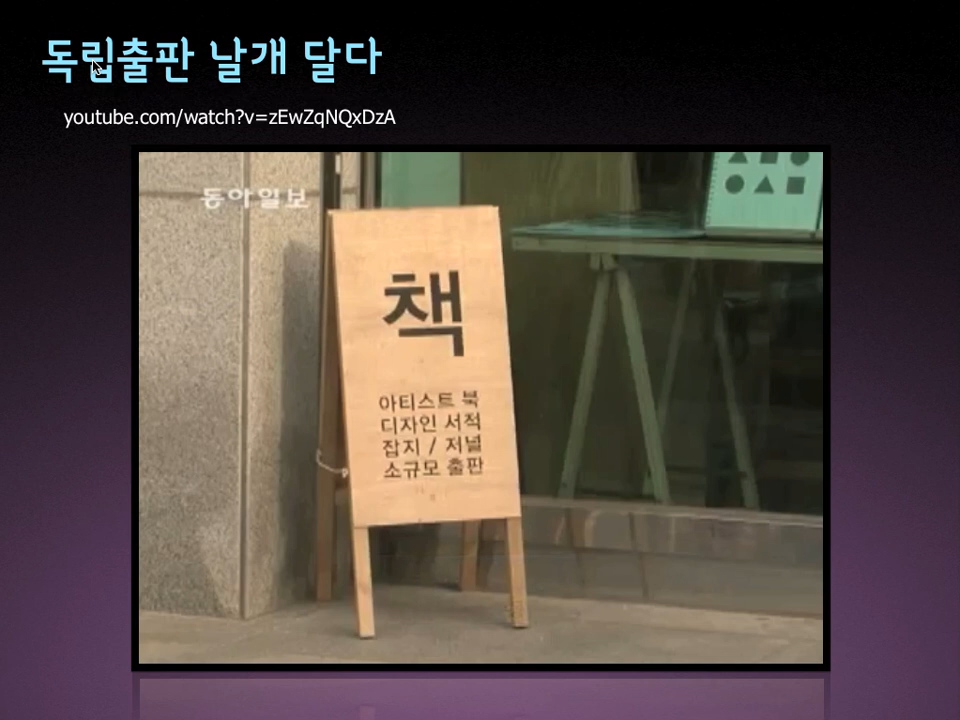 독립출판 날개 달다
youtube.com/watch?v=zEwZqNQxDzA
동아일보
책
아티스트 북
디자인 서적
잡지 / 저널
소규모 출판